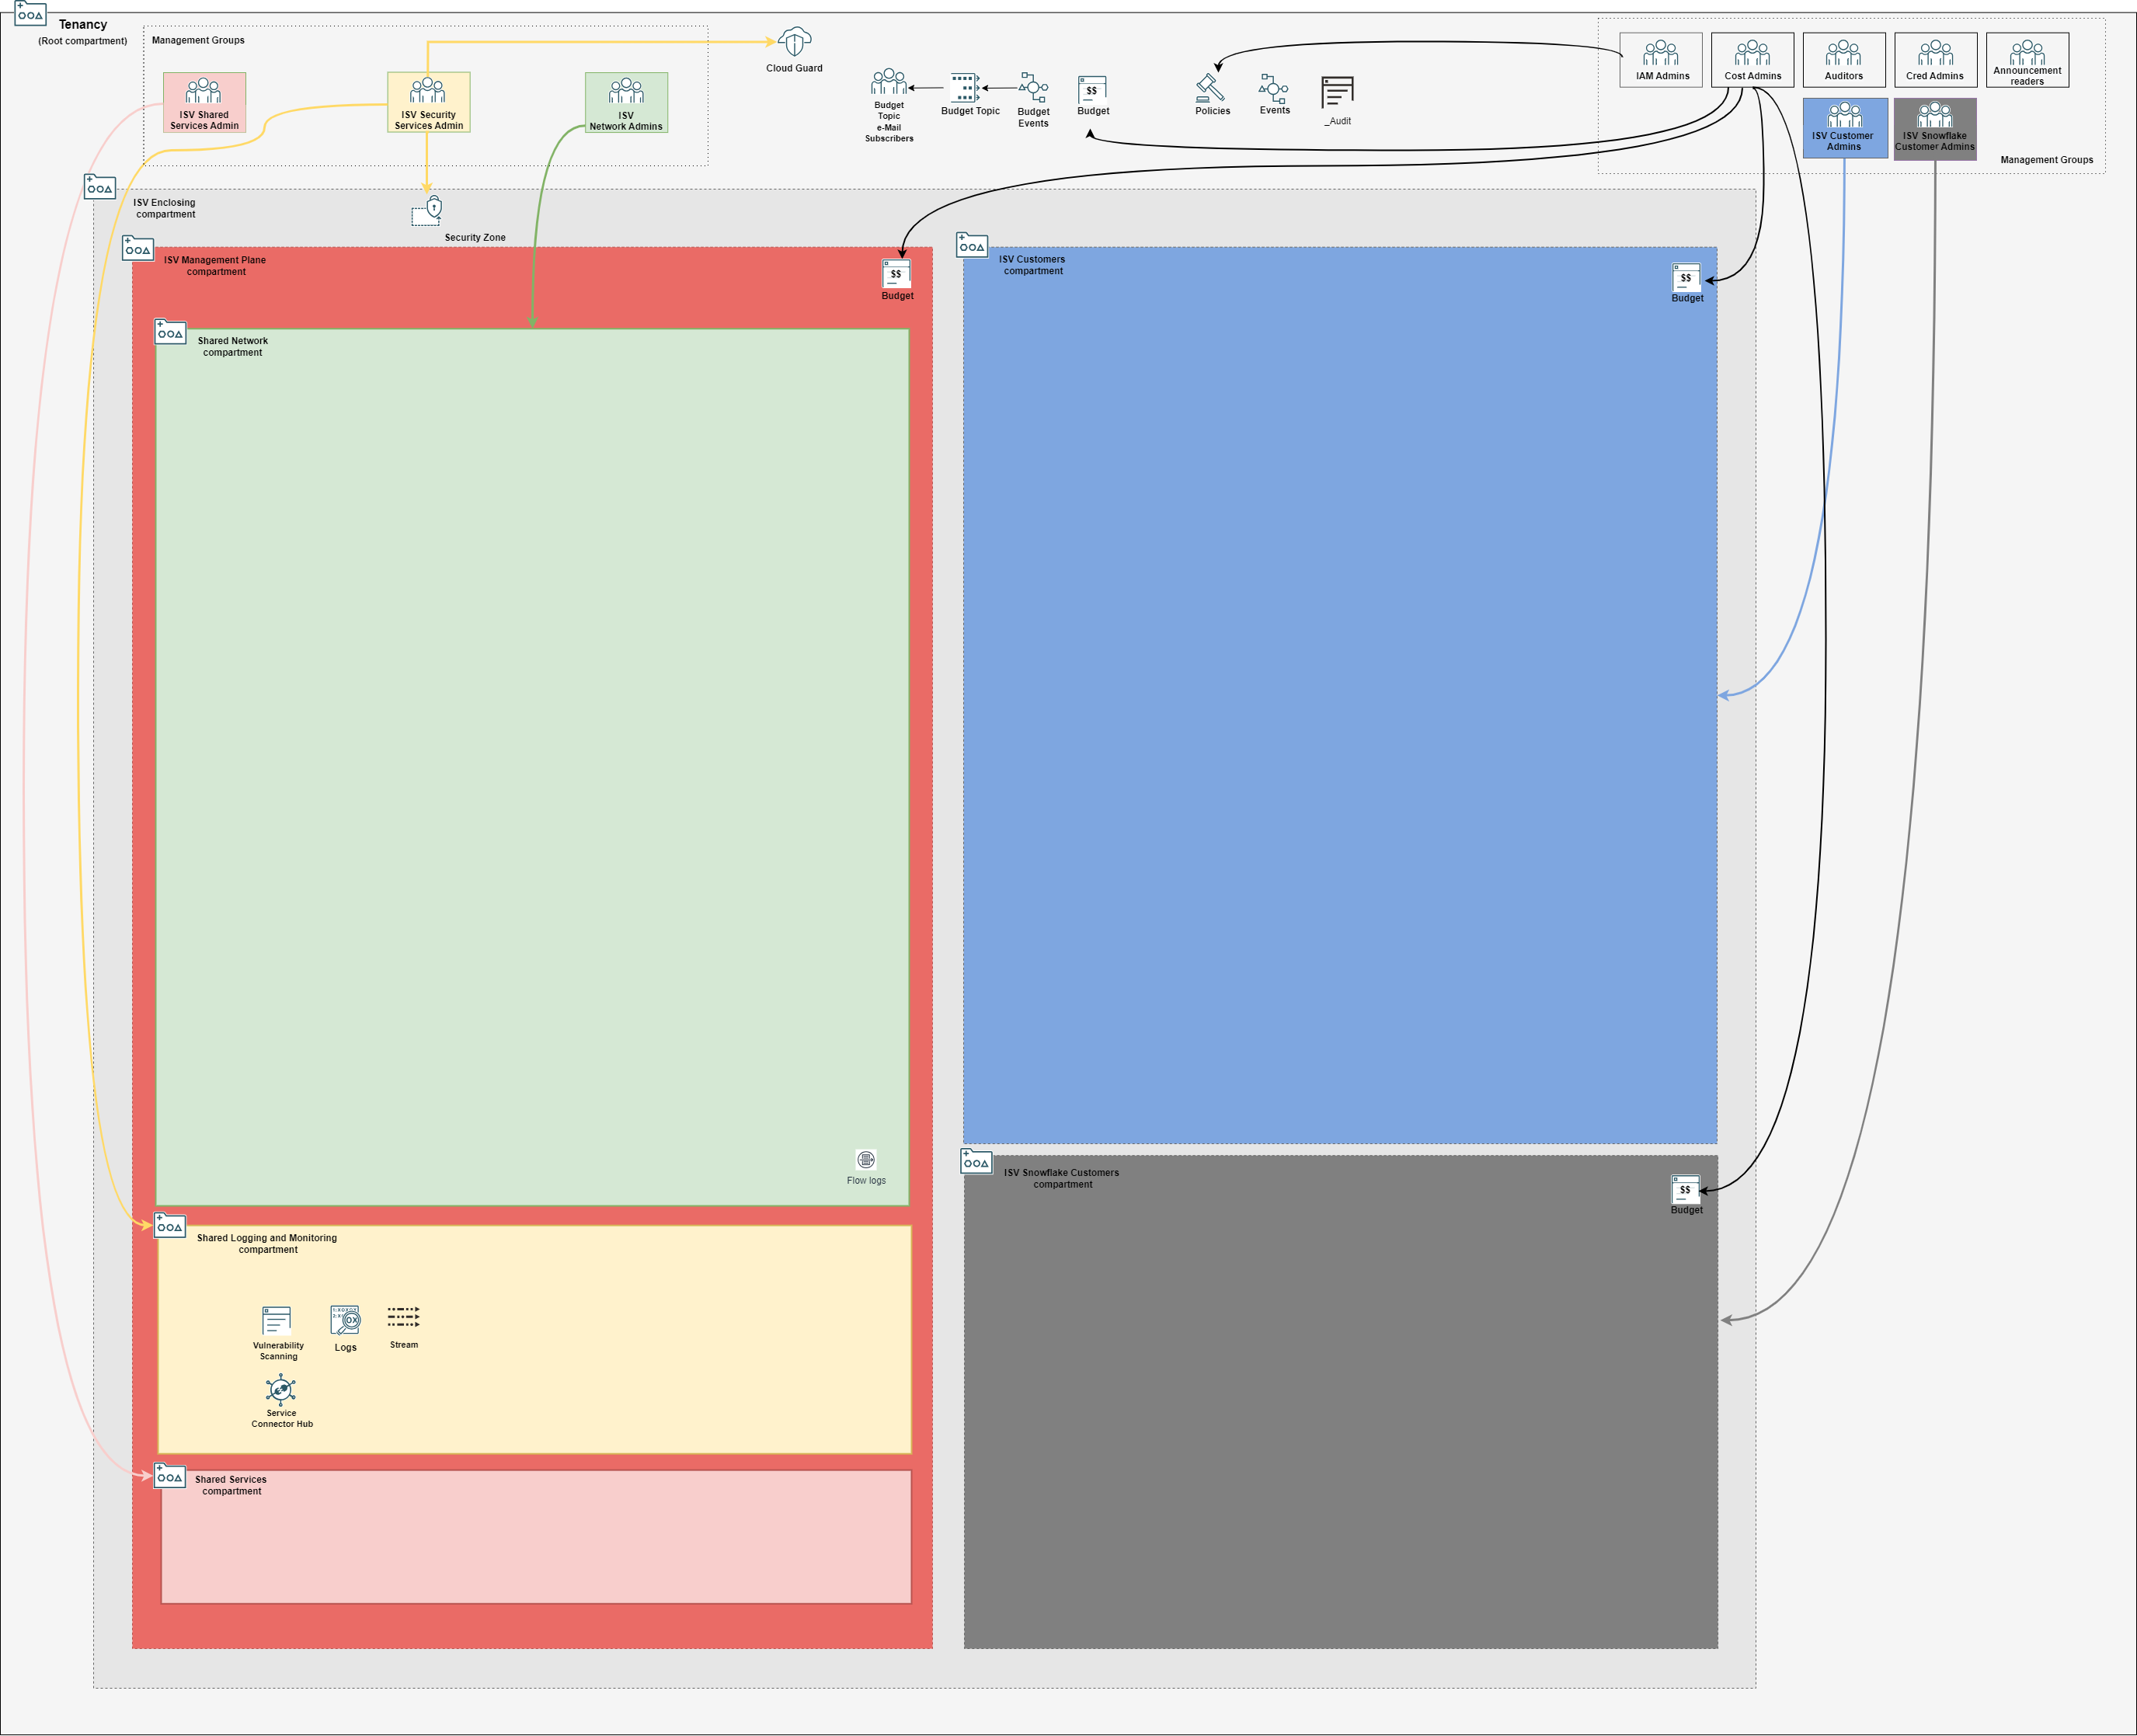 Tenancy
(Root compartment)
Management Groups
ISV Shared
Services Admin
ISV Security
Services Admin
ISV
Network Admins
Cloud Guard
Budget
Topic
e-Mail
Subscribers
Budget Topic
Budget
Events
$$
Budget
Policies
Events
_Audit
IAM Admins
Cost Admins
Auditors
Cred Admins
Announcement
readers
ISV Customer
Admins
ISV Snowflake
Customer Admins
Management Groups
ISV Enclosing
compartment
Security Zone
ISV Management Plane
compartment
$$
Budget
ISV Customers
compartment
$$
Budget
Shared Network
compartment
Flow logs
ISV Snowflake Customers
compartment
$$
Budget
Shared Logging and Monitoring
compartment
Vulnerability
Scanning
Logs
Stream
Service
Connector Hub
Shared Services
compartment